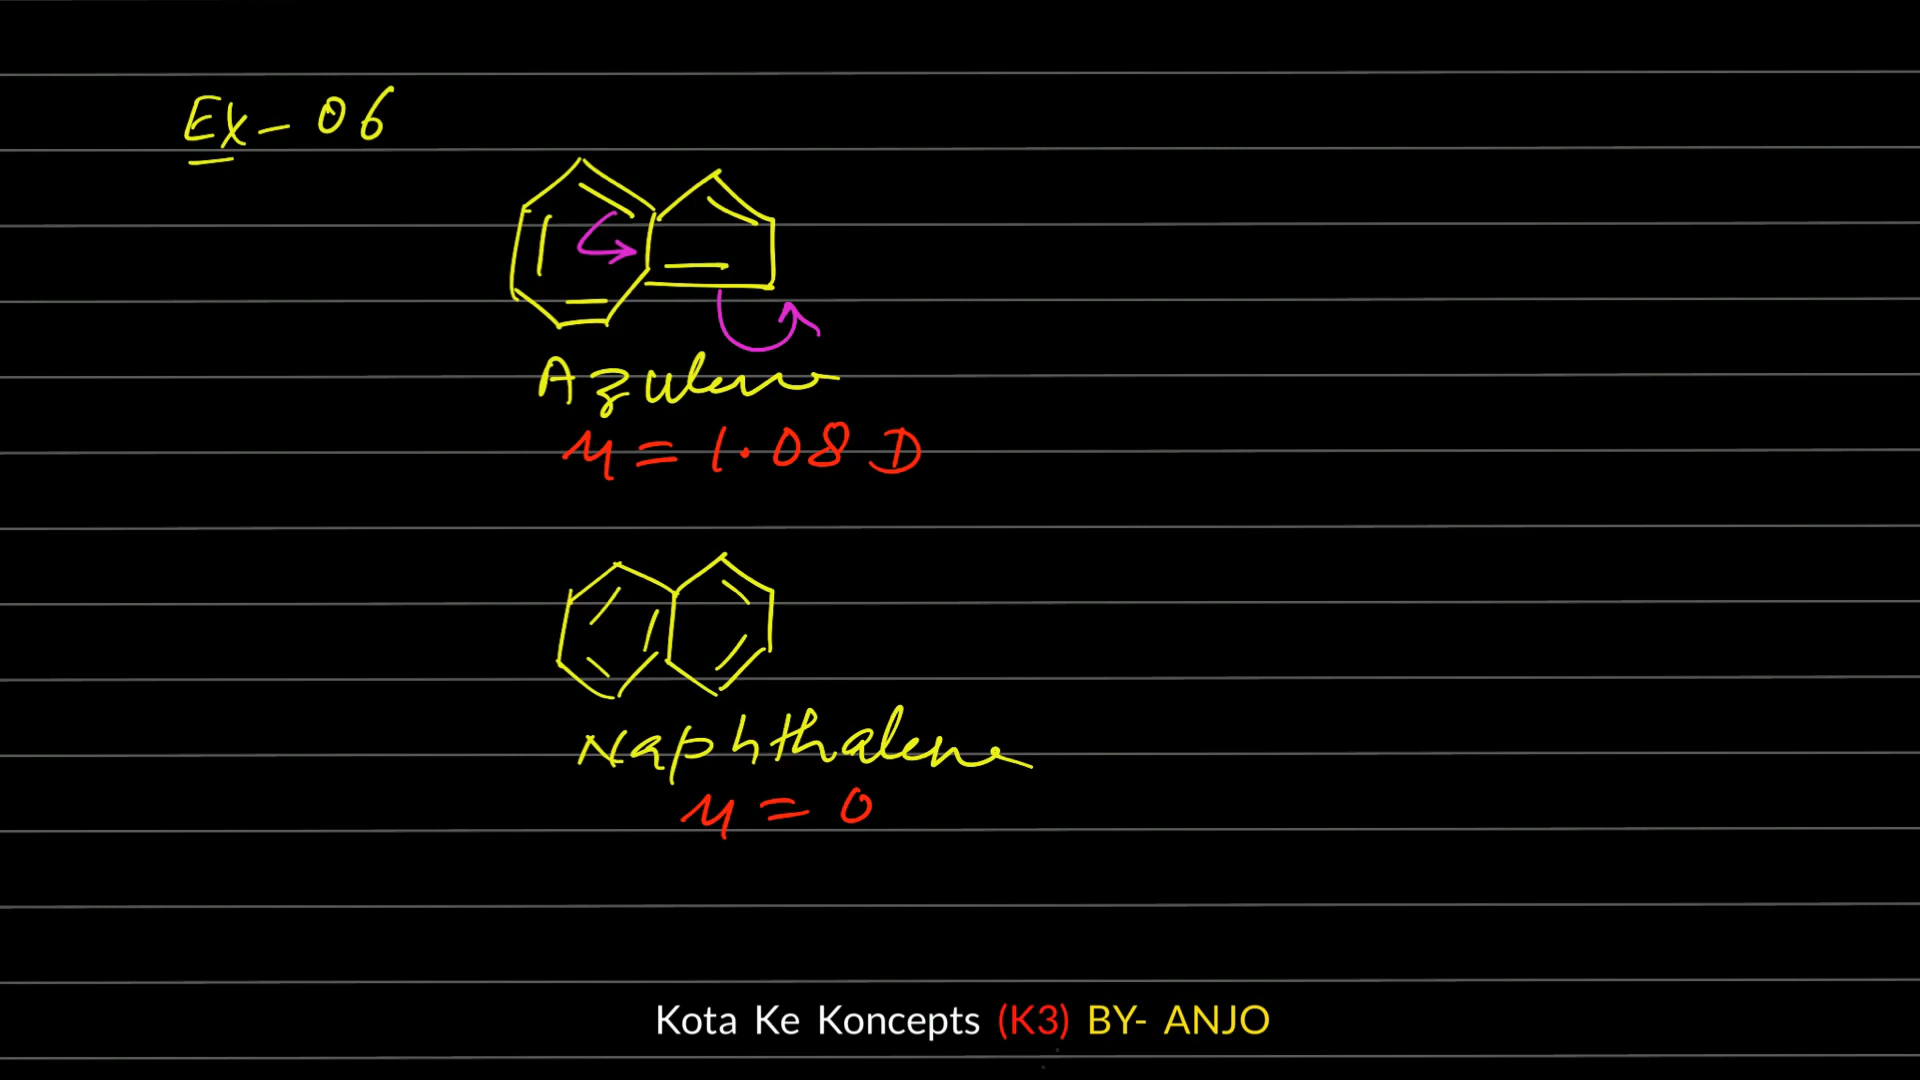 Ex- 06
Azulene
μ = 1.08 D
Naphthalene
μ = 0
Kota Ke Koncepts (K3) BY- ANJO